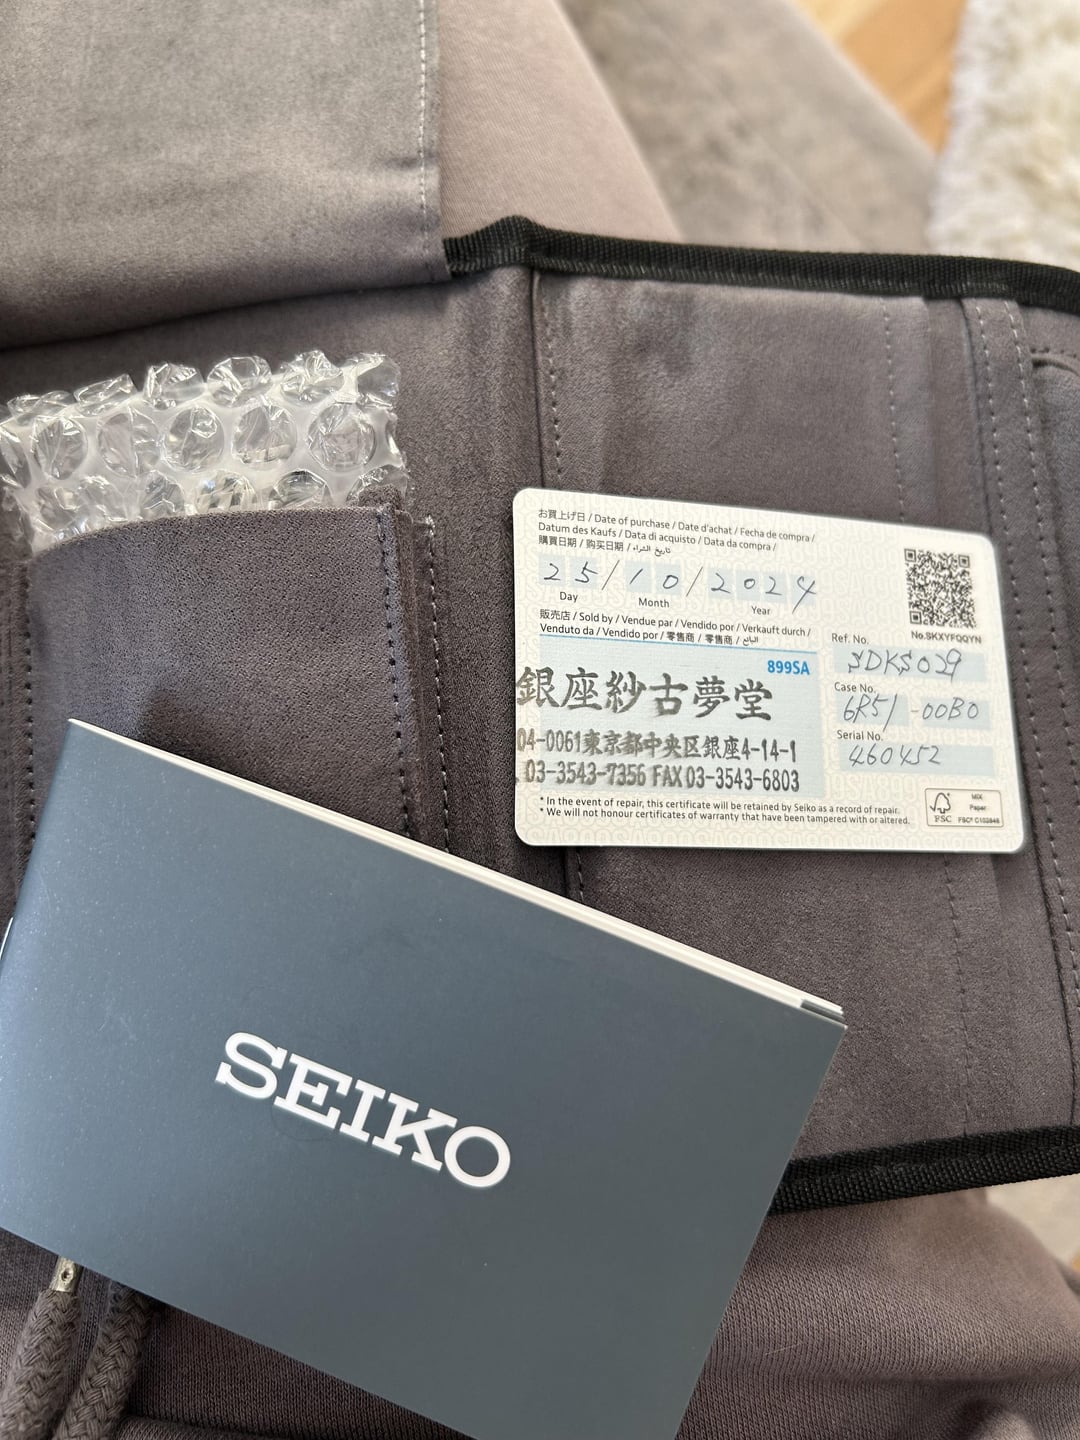 お買上げ日 / Date of purchase / Date d'achat / Fecha de compra /
Datum des Kaufs / Data di acquisto / Data da compra /
購買日期 / 购买日期 / تاريخ الشراء
25/10/2024
Day Month Year
販売店 / Sold by / Vendue par / Vendido por / Verkauft durch /
Venduto da / Vendido por / 零售商 / 零售商 / البائع
899SA
銀座紗古夢堂
04-0061東京都中央区銀座4-14-1
03-3543-7356 FAX 03-3543-6803
* In the event of repair, this certificate will be retained by Seiko as a record of repair.
* We will not honour certificates of warranty that have been tampered with or altered.
No.SKXYFQQYN
Ref. No.
SDKS029
Case No.
6R51-00B0
Serial No.
460452
MIX
Paper
FSC
FSC® C102848
SEIKO